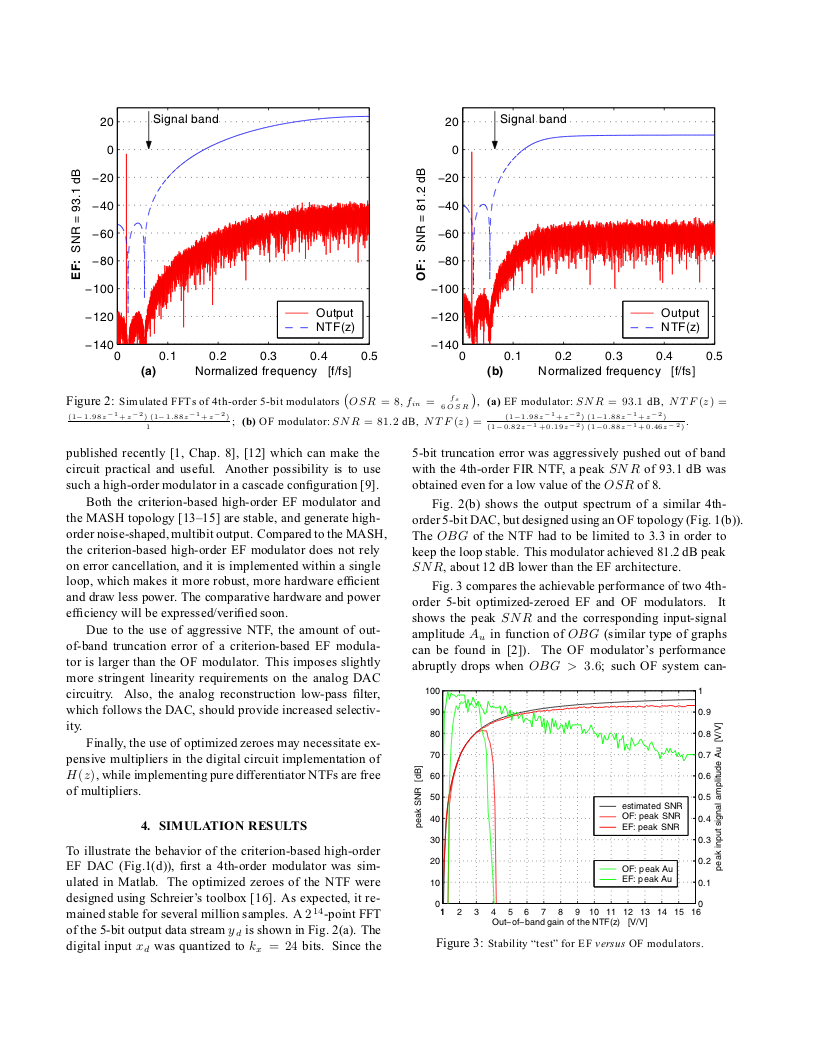 20
0
−20
−40
−60
−80
−100
−120
−140
EF: SNR = 93.1 dB
Signal band
Output
NTF(z)
0 0.1 0.2 0.3 0.4 0.5
(a) Normalized frequency [f/fs]
20
0
−20
−40
−60
−80
−100
−120
−140
OF: SNR = 81.2 dB
Signal band
Output
NTF(z)
0 0.1 0.2 0.3 0.4 0.5
(b) Normalized frequency [f/fs]
Figure 2: Simulated FFTs of 4th-order 5-bit modulators (OSR = 8, f_in = f_s / 6OSR), (a) EF modulator: SNR = 93.1 dB, NTF(z) =
(1−1.98z^−1+z^−2)(1−1.88z^−1+z^−2) / 1 ; (b) OF modulator: SNR = 81.2 dB, NTF(z) = (1−1.98z^−1+z^−2)(1−1.88z^−1+z^−2) / (1−0.82z^−1+0.19z^−2)(1−0.88z^−1+0.46z^−2).
published recently [1, Chap. 8], [12] which can make the
circuit practical and useful. Another possibility is to use
such a high-order modulator in a cascade configuration [9].
Both the criterion-based high-order EF modulator and
the MASH topology [13–15] are stable, and generate high-
order noise-shaped, multibit output. Compared to the MASH,
the criterion-based high-order EF modulator does not rely
on error cancellation, and it is implemented within a single
loop, which makes it more robust, more hardware efficient
and draw less power. The comparative hardware and power
efficiency will be expressed/verified soon.
Due to the use of aggressive NTF, the amount of out-
of-band truncation error of a criterion-based EF modula-
tor is larger than the OF modulator. This imposes slightly
more stringent linearity requirements on the analog DAC
circuitry. Also, the analog reconstruction low-pass filter,
which follows the DAC, should provide increased selectiv-
ity.
Finally, the use of optimized zeroes may necessitate ex-
pensive multipliers in the digital circuit implementation of
H(z), while implementing pure differentiator NTFs are free
of multipliers.
4. SIMULATION RESULTS
To illustrate the behavior of the criterion-based high-order
EF DAC (Fig.1(d)), first a 4th-order modulator was sim-
ulated in Matlab. The optimized zeroes of the NTF were
designed using Schreier's toolbox [16]. As expected, it re-
mained stable for several million samples. A 2^14-point FFT
of the 5-bit output data stream y_d is shown in Fig. 2(a). The
digital input x_d was quantized to k_x = 24 bits. Since the
5-bit truncation error was aggressively pushed out of band
with the 4th-order FIR NTF, a peak SNR of 93.1 dB was
obtained even for a low value of the OSR of 8.
Fig. 2(b) shows the output spectrum of a similar 4th-
order 5-bit DAC, but designed using an OF topology (Fig. 1(b)).
The OBG of the NTF had to be limited to 3.3 in order to
keep the loop stable. This modulator achieved 81.2 dB peak
SNR, about 12 dB lower than the EF architecture.
Fig. 3 compares the achievable performance of two 4th-
order 5-bit optimized-zeroed EF and OF modulators. It
shows the peak SNR and the corresponding input-signal
amplitude A_u in function of OBG (similar type of graphs
can be found in [2]). The OF modulator's performance
abruptly drops when OBG > 3.6; such OF system can-
100
90
80
70
60
50
40
30
20
10
0
peak SNR [dB]
estimated SNR
OF: peak SNR
EF: peak SNR
OF: peak Au
EF: peak Au
1
0.9
0.8
0.7
0.6
0.5
0.4
0.3
0.2
0.1
0
peak input signal amplitude Au [V/V]
1 2 3 4 5 6 7 8 9 10 11 12 13 14 15 16
Out−of−band gain of the NTF(z) [V/V]
Figure 3: Stability "test" for EF versus OF modulators.